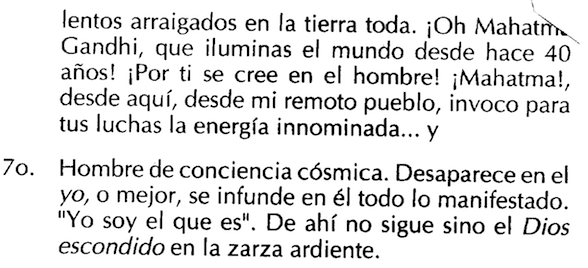 lentos arraigados en la tierra toda. ¡Oh Mahatma
Gandhi, que iluminas el mundo desde hace 40
años! ¡Por ti se cree en el hombre! ¡Mahatma!,
desde aquí, desde mi remoto pueblo, invoco para
tus luchas la energía innominada... y
7o. Hombre de conciencia cósmica. Desaparece en el
yo, o mejor, se infunde en él todo lo manifestado.
"Yo soy el que es". De ahí no sigue sino el Dios
escondido en la zarza ardiente.